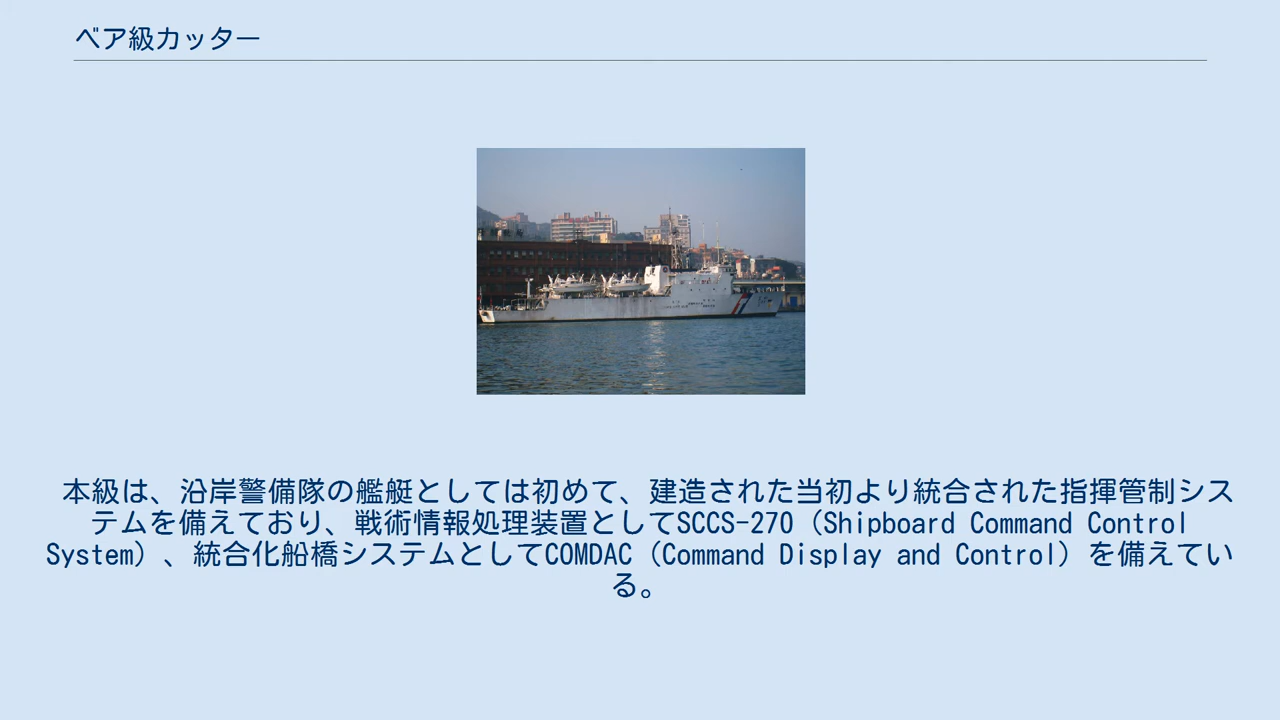 ベア級カッター
本級は、沿岸警備隊の艦艇としては初めて、建造された当初より統合された指揮管制シス
テムを備えており、戦術情報処理装置としてSCCS-270（Shipboard Command Control
System）、統合化船橋システムとしてCOMDAC（Command Display and Control）を備えてい
る。